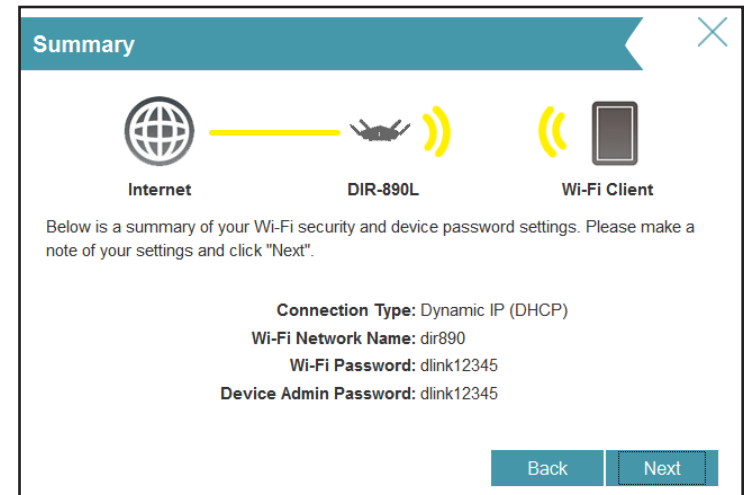 Summary
Internet
DIR-890L
Wi-Fi Client
Below is a summary of your Wi-Fi security and device password settings. Please make a
note of your settings and click "Next".
Connection Type: Dynamic IP (DHCP)
Wi-Fi Network Name: dir890
Wi-Fi Password: dlink12345
Device Admin Password: dlink12345
Back
Next